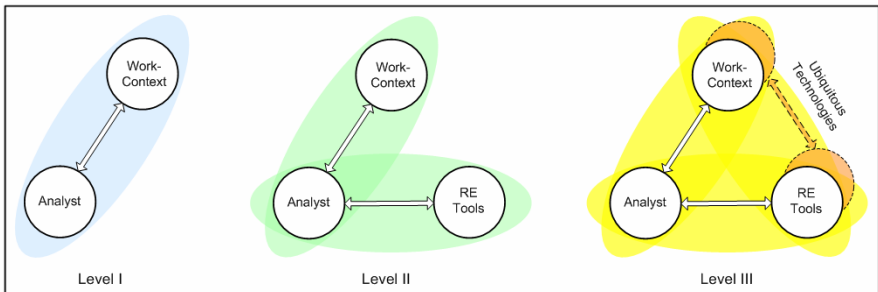 Work-
Context
Analyst
Level I
Work-
Context
Analyst
RE
Tools
Level II
Work-
Context
Ubiquitous
Technologies
Analyst
RE
Tools
Level III